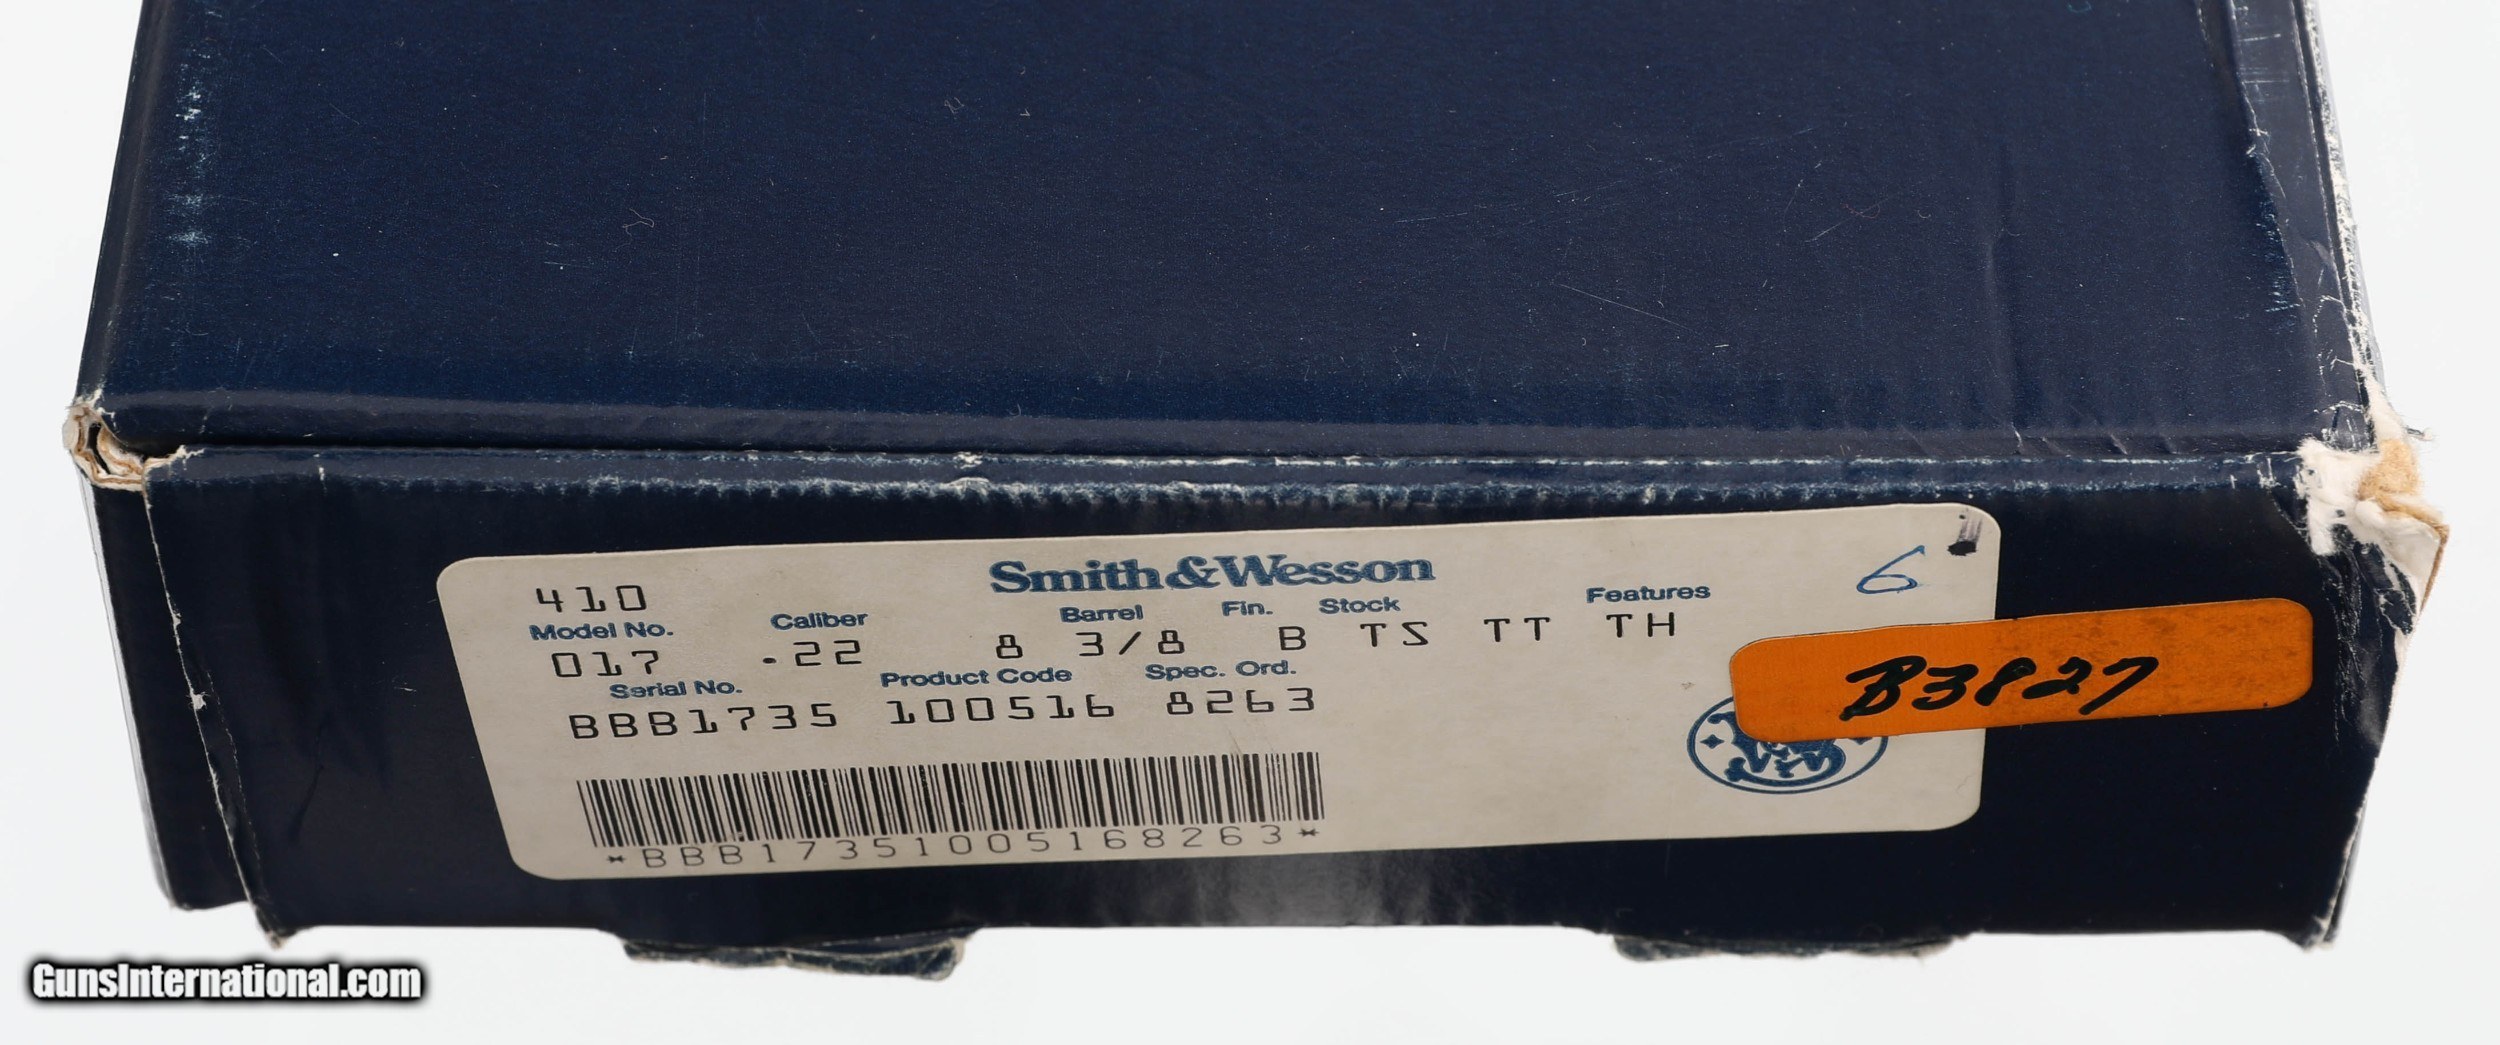 Smith & Wesson
410
Model No. Caliber Barrel Fin. Stock Features
017 .22 8 3/8 B TS TT TH
Serial No. Product Code Spec. Ord.
BBB1735 100516 8263
*BBB17351005168263*
6"
B3827
GunsInternational.com